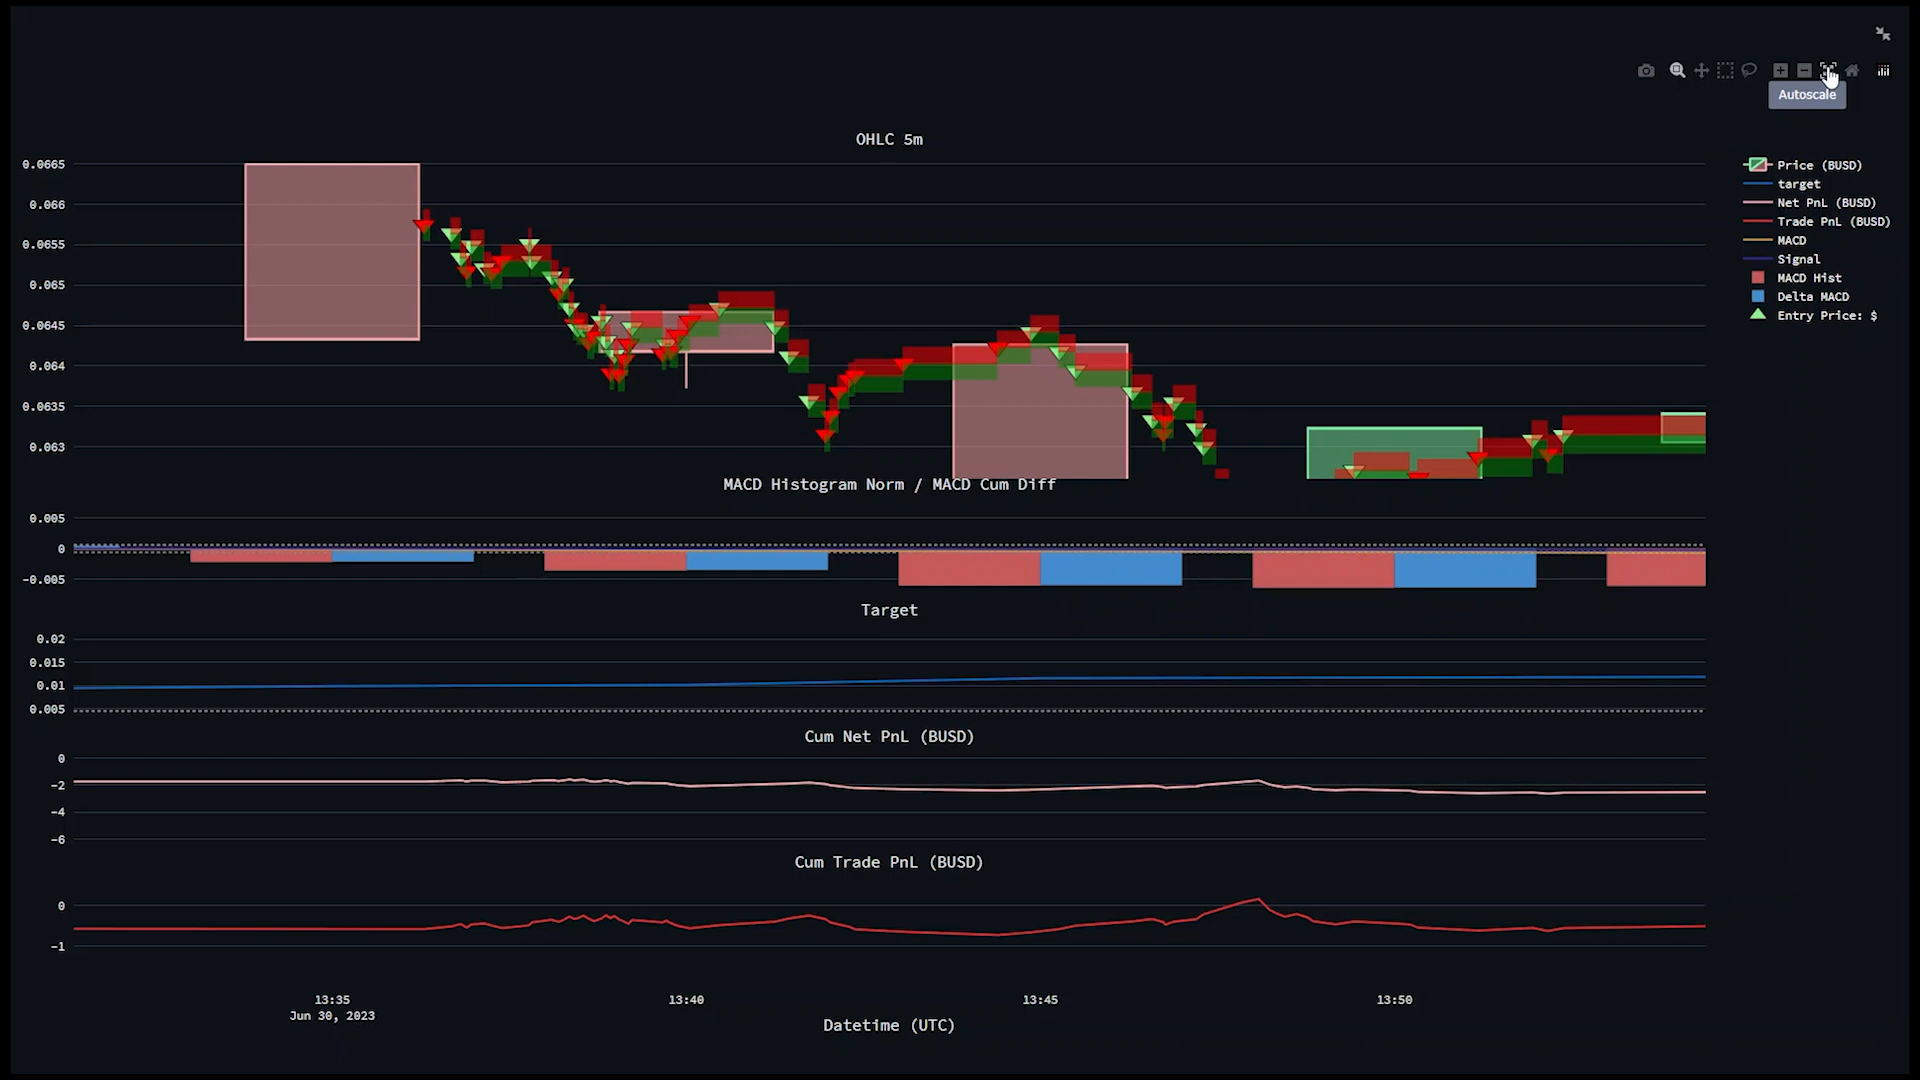 Autoscale
OHLC 5m
0.0665
0.066
0.0655
0.065
0.0645
0.064
0.0635
0.063
Price (BUSD)
target
Net PnL (BUSD)
Trade PnL (BUSD)
MACD
Signal
MACD Hist
Delta MACD
Entry Price: $
MACD Histogram Norm / MACD Cum Diff
0.005
0
−0.005
Target
0.02
0.015
0.01
0.005
Cum Net PnL (BUSD)
0
−2
−4
−6
Cum Trade PnL (BUSD)
0
−1
13:35 13:40 13:45 13:50
Jun 30, 2023
Datetime (UTC)